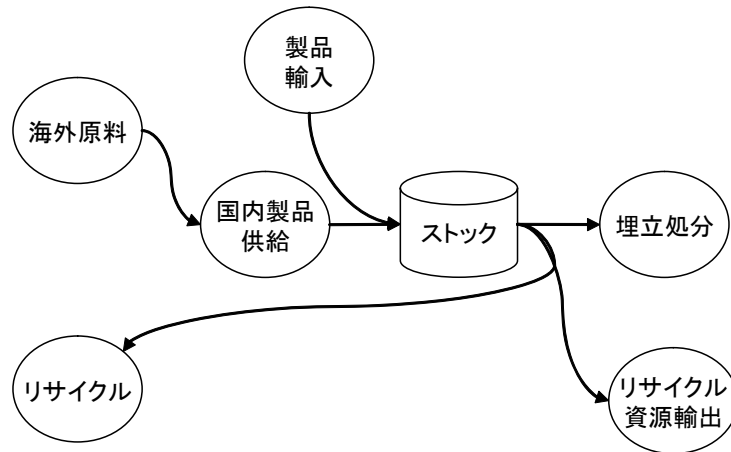 製品
輸入
海外原料
国内製品
供給
ストック
埋立処分
リサイクル
リサイクル
資源輸出